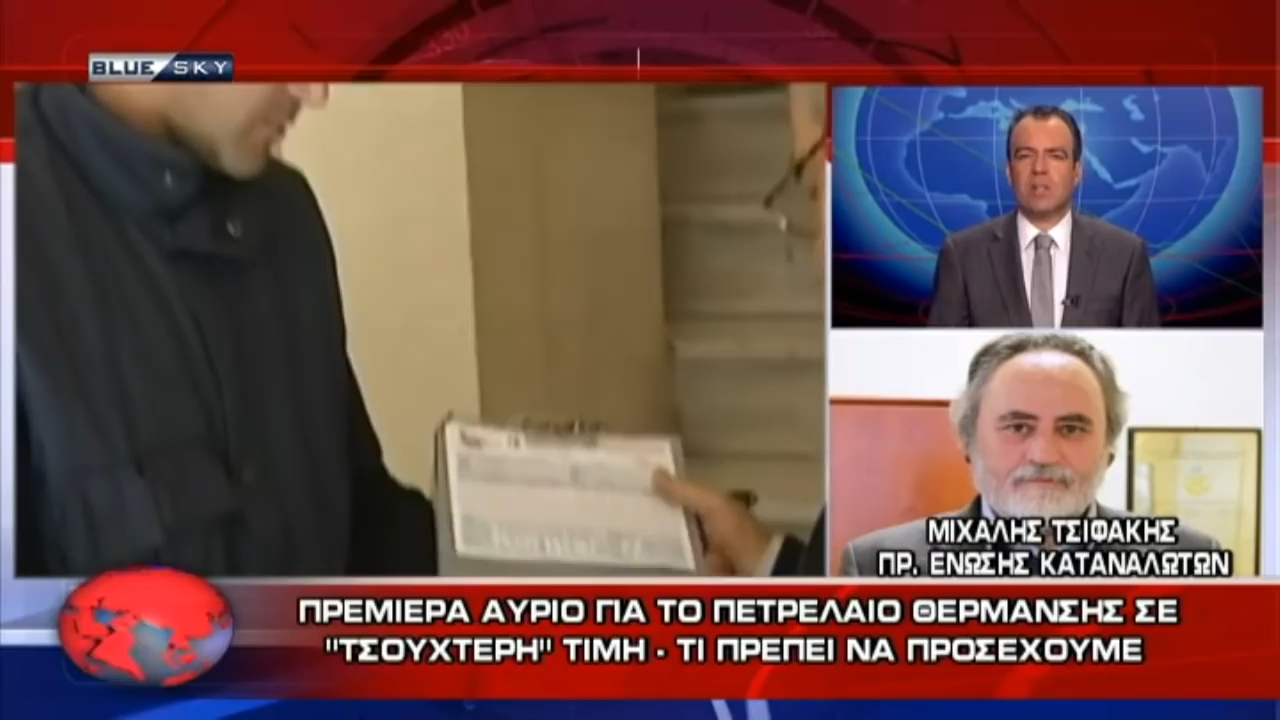 BLUE SKY
ΜΙΧΑΛΗΣ ΤΣΙΦΑΚΗΣ
ΠΡ. ΕΝΩΣΗΣ ΚΑΤΑΝΑΛΩΤΩΝ
ΠΡΕΜΙΕΡΑ ΑΥΡΙΟ ΓΙΑ ΤΟ ΠΕΤΡΕΛΑΙΟ ΘΕΡΜΑΝΣΗΣ ΣΕ
"ΤΣΟΥΧΤΕΡΗ" ΤΙΜΗ - ΤΙ ΠΡΕΠΕΙ ΝΑ ΠΡΟΣΕΧΟΥΜΕ